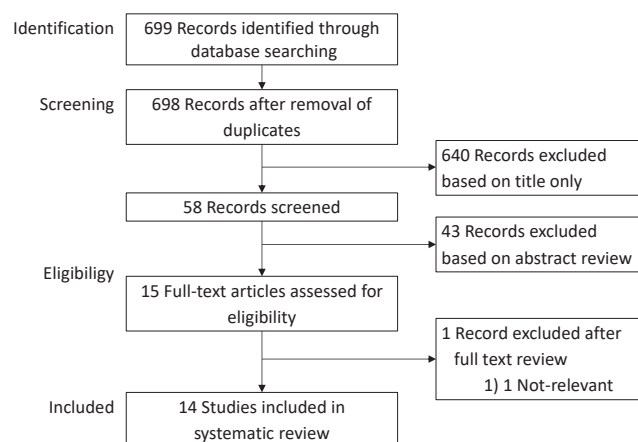 Identification
699 Records identified through
database searching
Screening
698 Records after removal of
duplicates
640 Records excluded
based on title only
58 Records screened
43 Records excluded
based on abstract review
Eligibiligy
15 Full-text articles assessed for
eligibility
1 Record excluded after
full text review
1) 1 Not-relevant
Included
14 Studies included in
systematic review